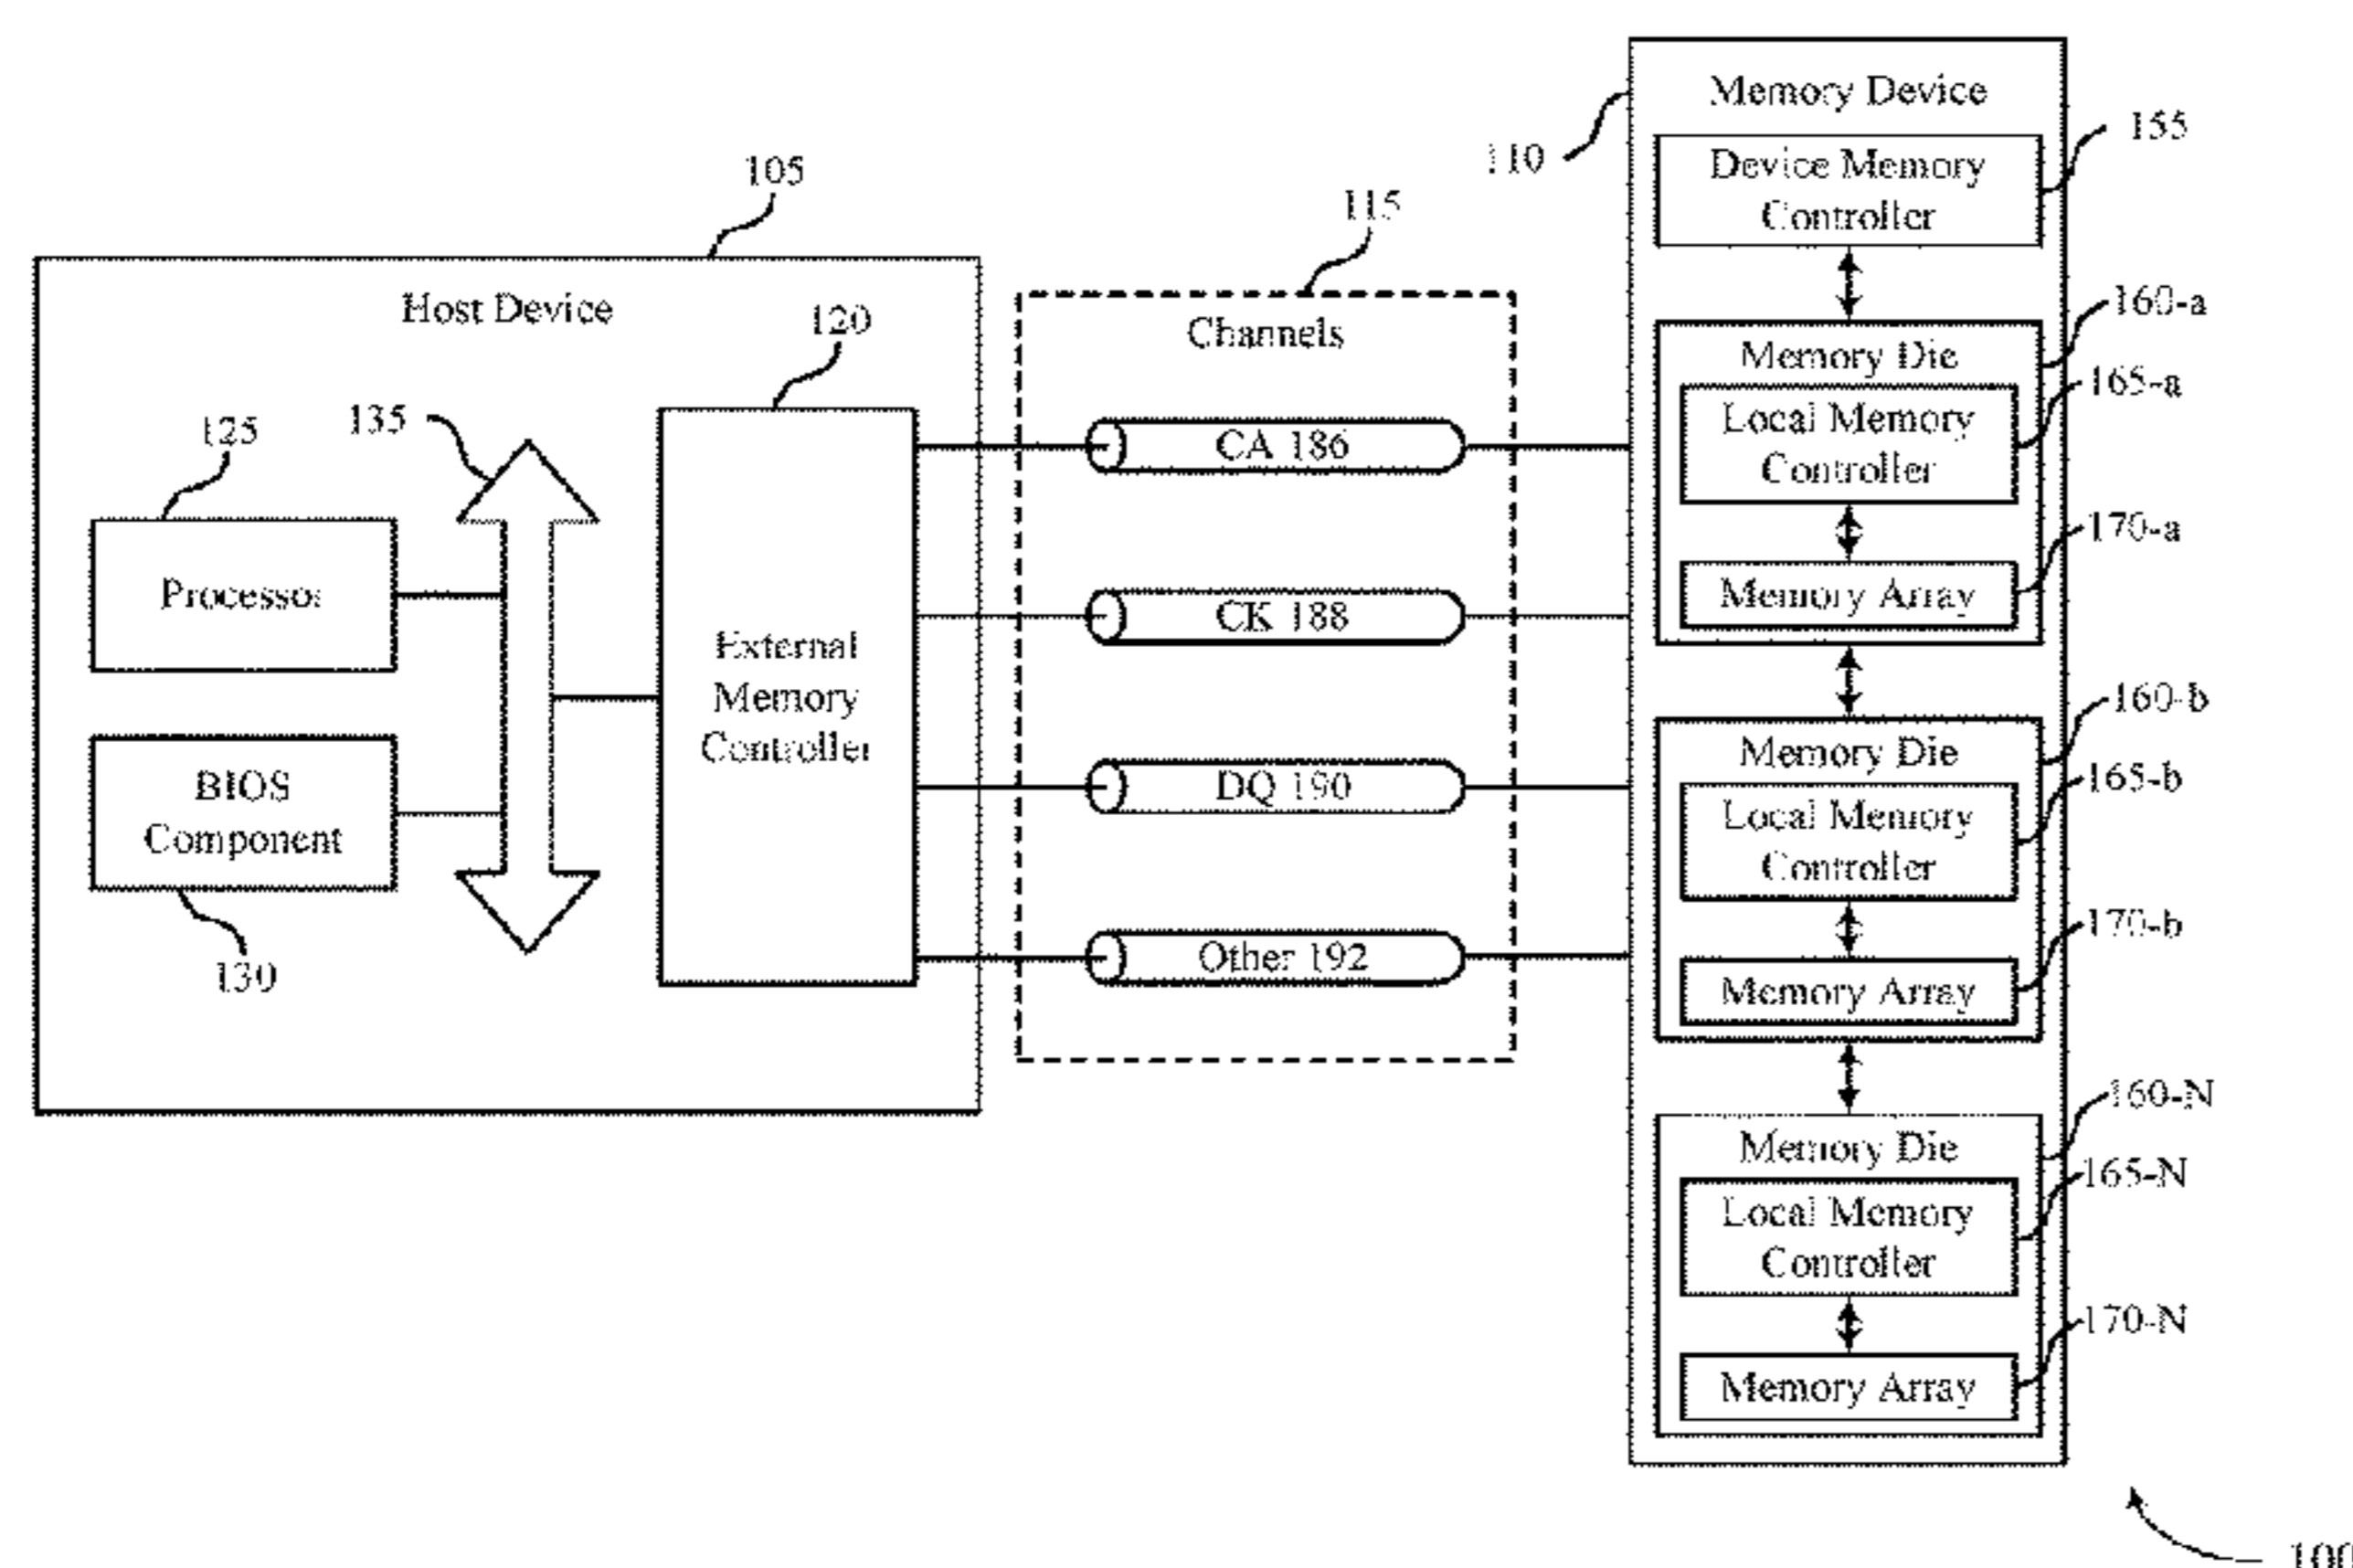 105
Host Device
120
125
135
Processor
BIOS
Component
130
External
Memory
Controller
115
Channels
CA 186
CK 188
DQ 190
Other 192
110
Memory Device
155
Device Memory
Controller
160-a
Memory Die
165-a
Local Memory
Controller
170-a
Memory Array
160-b
Memory Die
165-b
Local Memory
Controller
170-b
Memory Array
160-N
Memory Die
165-N
Local Memory
Controller
170-N
Memory Array
100